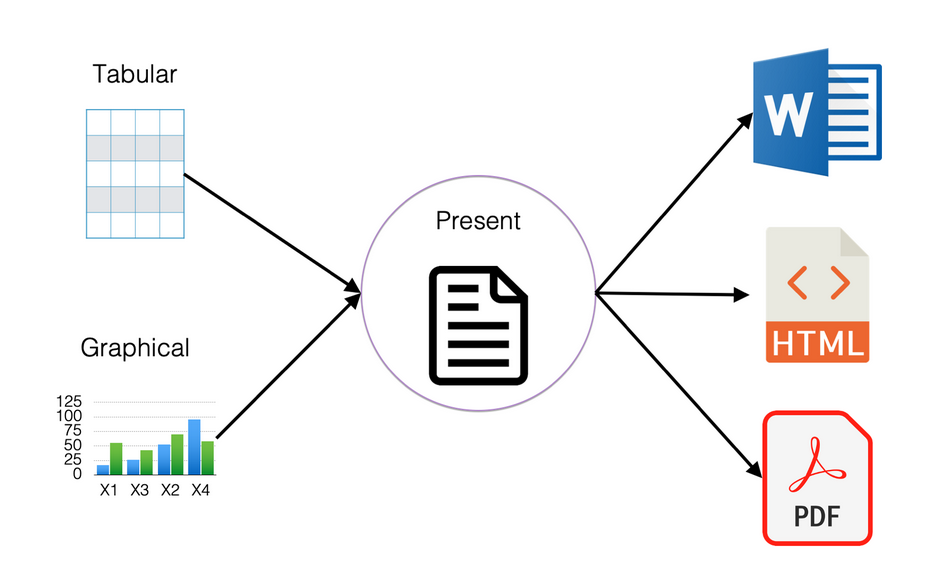 Tabular
Graphical
125
100
75
50
25
0
X1 X3 X2 X4
Present
W
HTML
PDF